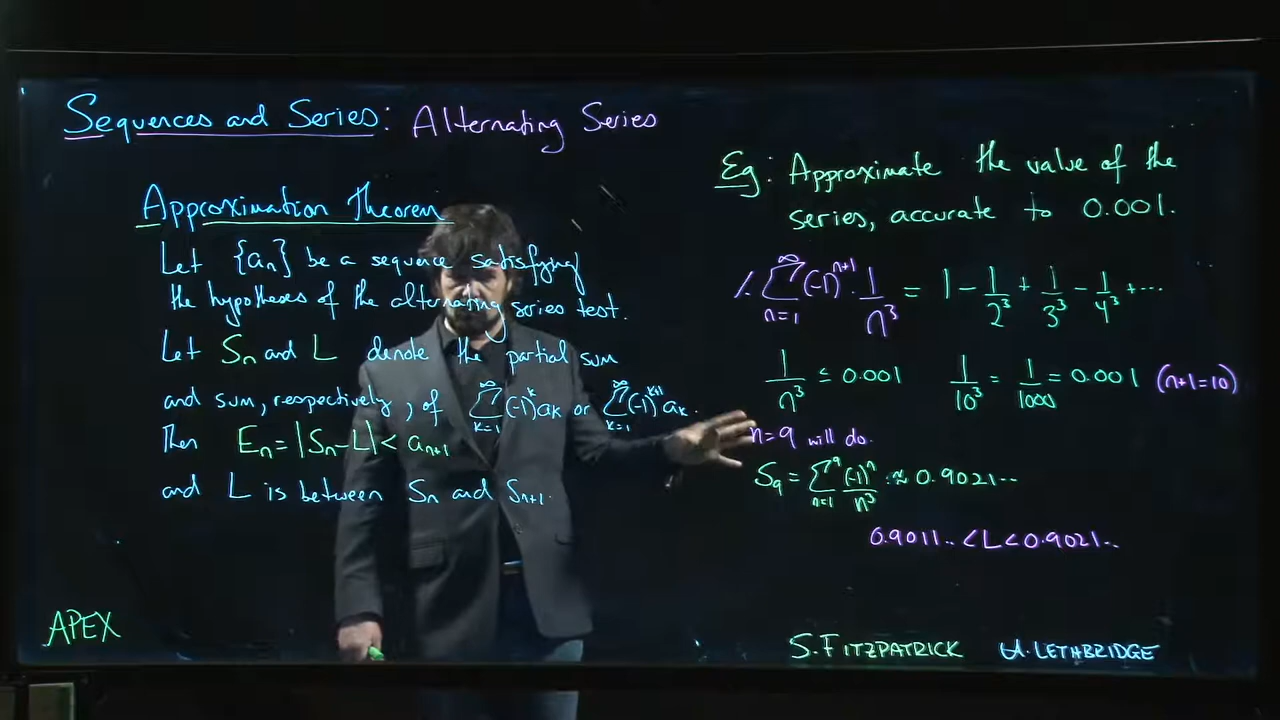 Sequences and Series: Alternating Series
Approximation Theorem
Let {aₙ} be a sequence satisfying
the hypotheses of the alternating series test.
Let Sₙ and L denote the partial sum
and sum, respectively, of ∑_{k=1}^{∞} (-1)^k aₖ or ∑_{k=1}^{∞} (-1)^{k+1} aₖ.
Then Eₙ = |Sₙ-L| < aₙ₊₁
and L is between Sₙ and Sₙ₊₁.
Eg: Approximate the value of the
series, accurate to 0.001.
1. ∑_{n=1}^{∞} (-1)^{n+1} · 1/n³ = 1 - 1/2³ + 1/3³ - 1/4³ + ...
1/n³ ≤ 0.001 1/10³ = 1/1000 = 0.001 (n+1=10)
n=9 will do.
S₉ = ∑_{n=1}^{9} (-1)^n/n³ ≈ 0.9021...
0.9011.. < L < 0.9021..
APEX
S. FITZPATRICK U. LETHBRIDGE